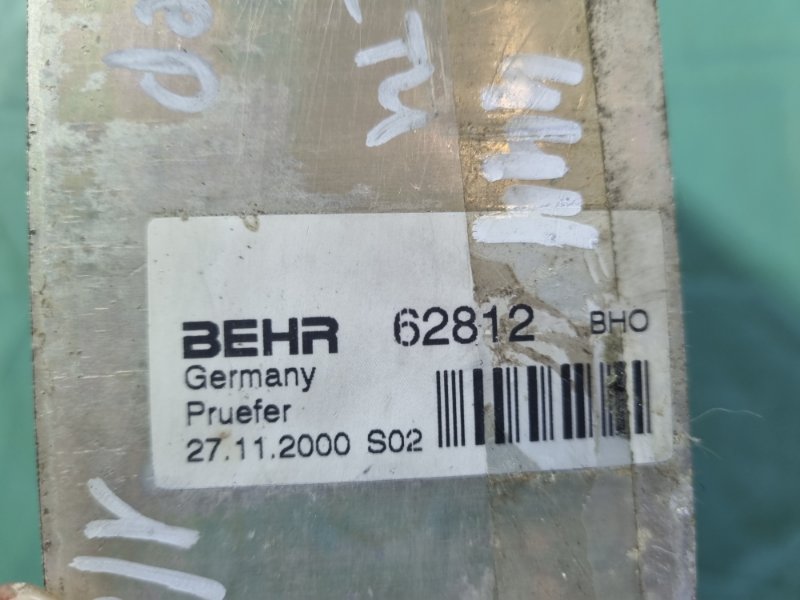 BEHR 62812 BHO
Germany
Pruefer
27.11.2000 S02